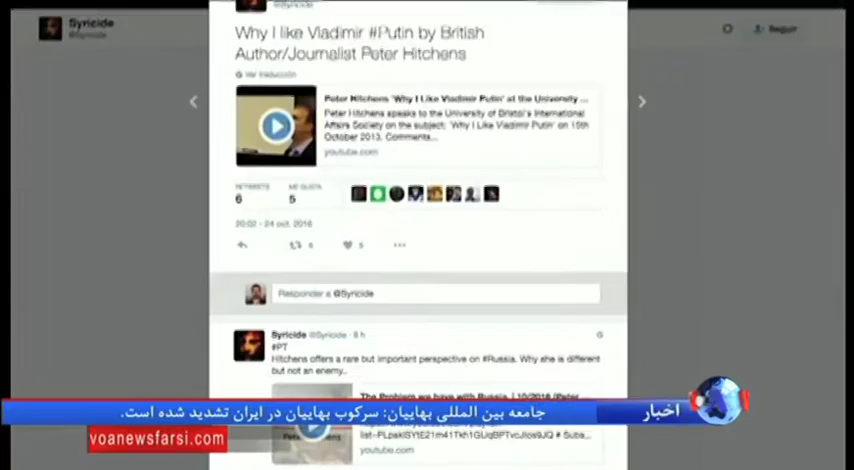 Syricide
@Syricide
Seguir
@Syricide
Why I like Vladimir #Putin by British
Author/Journalist Peter Hitchens
Ver traducción
Peter Hitchens 'Why I Like Vladimir Putin' at the University ...
Peter Hitchens speaks to the University of Bristol's International
Affairs Society on the subject: 'Why I Like Vladimir Putin' on 15th
October 2013. Comments...
youtube.com
RETWEETS ME GUSTA
6 5
20:02 - 24 oct. 2016
6 5
Responder a @Syricide
Syricide @Syricide · 8 h
#PT
Hitchens offers a rare but important perspective on #Russia. Why she is different
but not an enemy..
The Problem we have with Russia. | 10/2016 (Peter
اخبار
جامعه بین المللی بهاییان: سرکوب بهاییان در ایران تشدید شده است.
voanewsfarsi.com
youtube.com